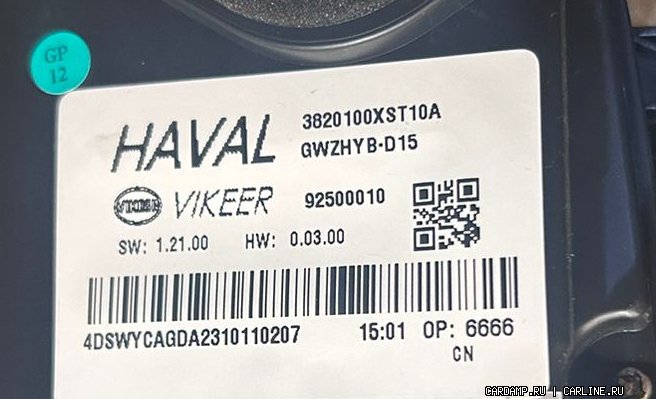 GP
12
HAVAL
3820100XST10A
GWZHYB-D15
VIKEER
92500010
SW: 1.21.00 HW: 0.03.00
4DSWYCAGDA2310110207 15:01 OP: 6666
CN
CARDAMP.RU | CARLINE.RU